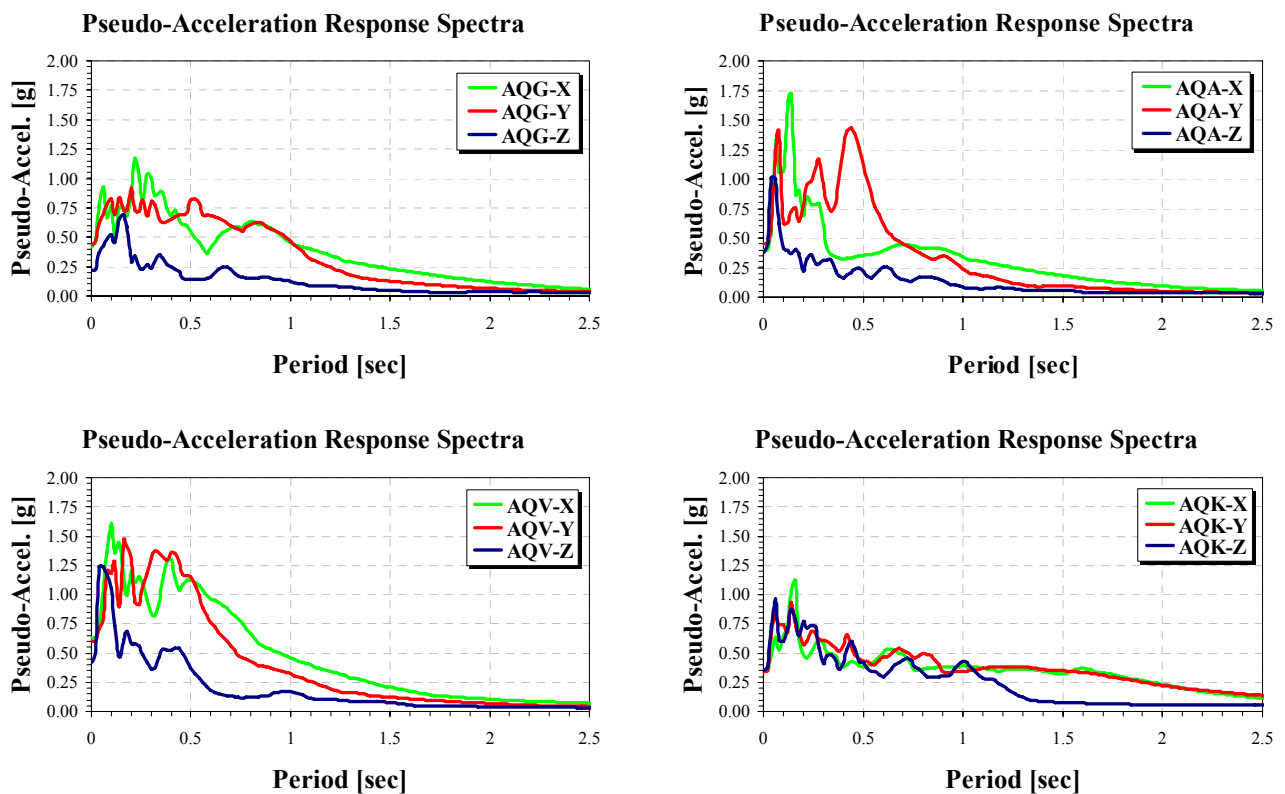 Pseudo-Acceleration Response Spectra
Pseudo-Accel. [g]
2.00
1.75
1.50
1.25
1.00
0.75
0.50
0.25
0.00
AQG-X
AQG-Y
AQG-Z
0 0.5 1 1.5 2 2.5
Period [sec]
Pseudo-Acceleration Response Spectra
Pseudo-Accel. [g]
2.00
1.75
1.50
1.25
1.00
0.75
0.50
0.25
0.00
AQA-X
AQA-Y
AQA-Z
0 0.5 1 1.5 2 2.5
Period [sec]
Pseudo-Acceleration Response Spectra
Pseudo-Accel. [g]
2.00
1.75
1.50
1.25
1.00
0.75
0.50
0.25
0.00
AQV-X
AQV-Y
AQV-Z
0 0.5 1 1.5 2 2.5
Period [sec]
Pseudo-Acceleration Response Spectra
Pseudo-Accel. [g]
2.00
1.75
1.50
1.25
1.00
0.75
0.50
0.25
0.00
AQK-X
AQK-Y
AQK-Z
0 0.5 1 1.5 2 2.5
Period [sec]